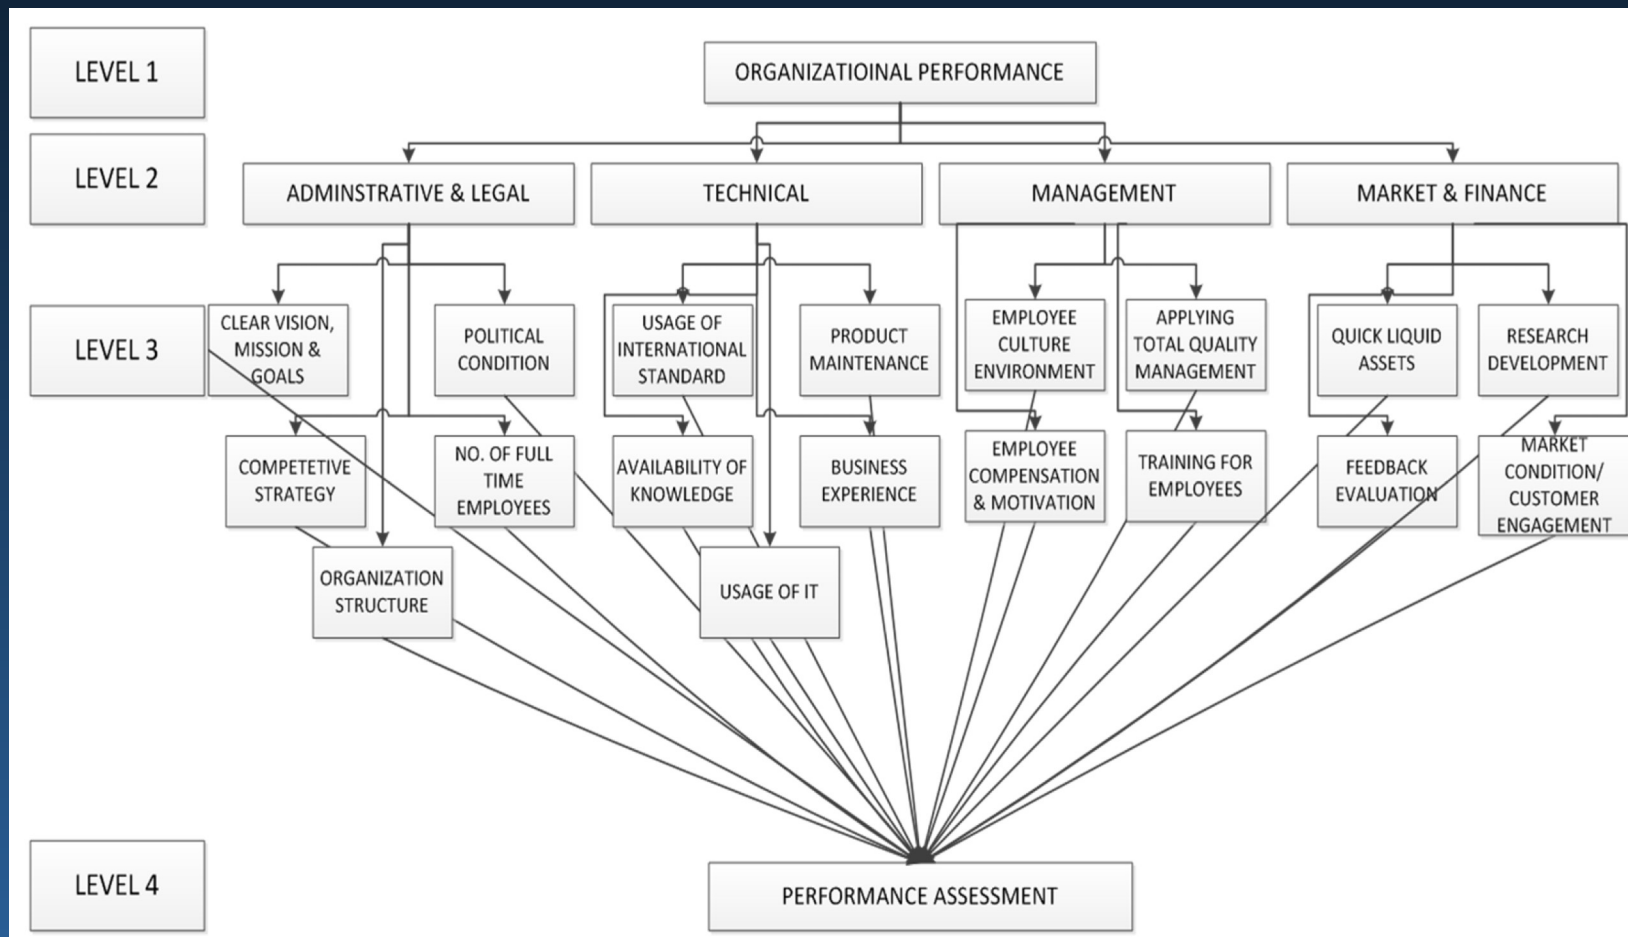 LEVEL 1
ORGANIZATIOINAL PERFORMANCE
LEVEL 2
ADMINSTRATIVE & LEGAL
TECHNICAL
MANAGEMENT
MARKET & FINANCE
LEVEL 3
CLEAR VISION,
MISSION &
GOALS
POLITICAL
CONDITION
USAGE OF
INTERNATIONAL
STANDARD
PRODUCT
MAINTENANCE
EMPLOYEE
CULTURE
ENVIRONMENT
APPLYING
TOTAL QUALITY
MANAGEMENT
QUICK LIQUID
ASSETS
RESEARCH
DEVELOPMENT
COMPETETIVE
STRATEGY
NO. OF FULL
TIME
EMPLOYEES
AVAILABILITY OF
KNOWLEDGE
BUSINESS
EXPERIENCE
EMPLOYEE
COMPENSATION
& MOTIVATION
TRAINING FOR
EMPLOYEES
FEEDBACK
EVALUATION
MARKET
CONDITION/
CUSTOMER
ENGAGEMENT
ORGANIZATION
STRUCTURE
USAGE OF IT
LEVEL 4
PERFORMANCE ASSESSMENT